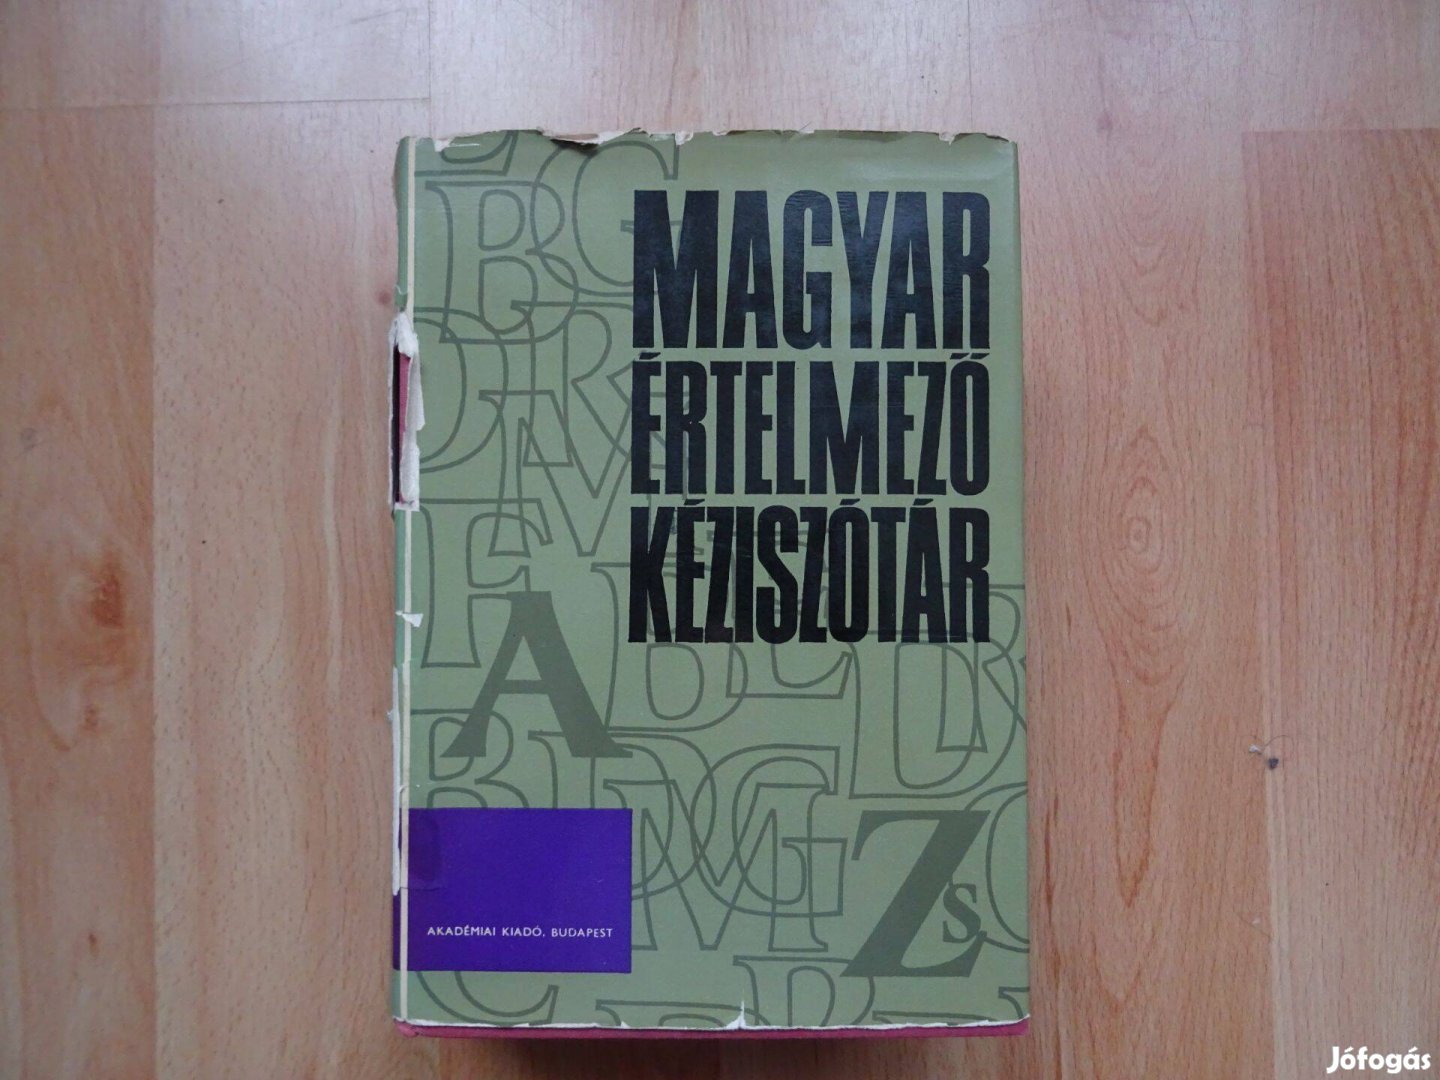 MAGYAR
ÉRTELMEZŐ
KÉZISZÓTÁR
A
Zs
AKADÉMIAI KIADÓ, BUDAPEST
Jófogás